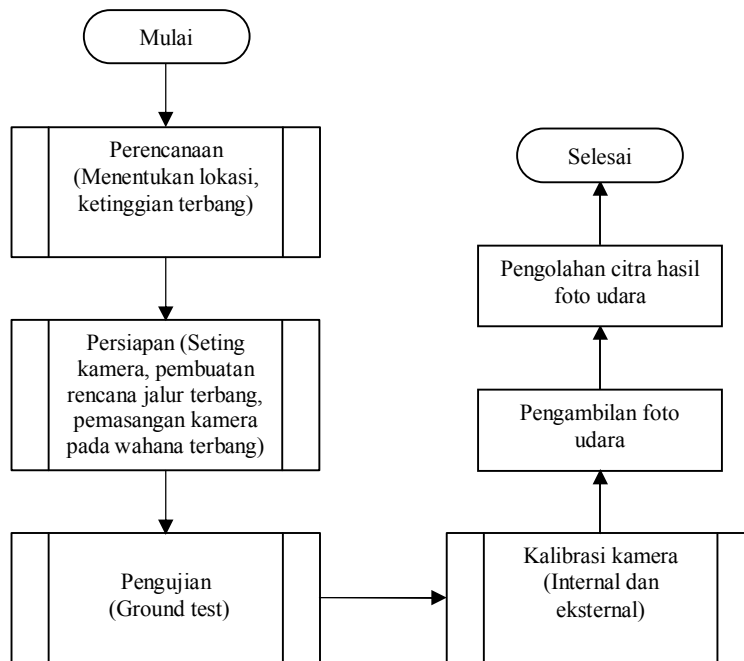 Mulai
Perencanaan
(Menentukan lokasi,
ketinggian terbang)
Persiapan (Seting
kamera, pembuatan
rencana jalur terbang,
pemasangan kamera
pada wahana terbang)
Pengujian
(Ground test)
Kalibrasi kamera
(Internal dan
eksternal)
Pengambilan foto
udara
Pengolahan citra hasil
foto udara
Selesai